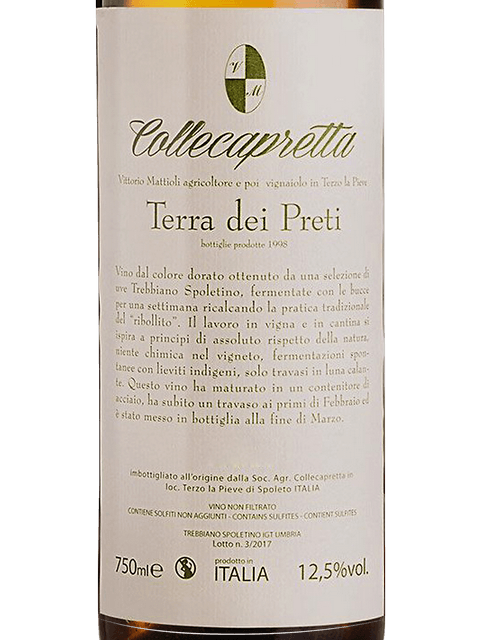 V
M
Collecapretta
Vittorio Mattioli agricoltore e poi vignaiolo in Terzo la Pieve
Terra dei Preti
bottiglie prodotte 1998
Vino dal colore dorato ottenuto da una selezione di
uve Trebbiano Spoletino, fermentate con le bucce
per una settimana ricalcando la pratica tradizionale
del “ribollito”. Il lavoro in vigna e in cantina si
ispira a principi di assoluto rispetto della natura,
niente chimica nel vigneto, fermentazioni spon-
tanee con lieviti indigeni, solo travasi in luna calan-
te. Questo vino ha maturato in un contenitore di
acciaio, ha subito un travaso ai primi di Febbraio ed
è stato messo in bottiglia alla fine di Marzo.
imbottigliato all'origine dalla Soc. Agr. Collecapretta in
loc. Terzo la Pieve di Spoleto ITALIA
VINO NON FILTRATO
CONTIENE SOLFITI NON AGGIUNTI - CONTAINS SULFITES - CONTIENT SULFITES
TREBBIANO SPOLETINO IGT UMBRIA
Lotto n. 3/2017
750ml e prodotto in ITALIA 12,5%vol.